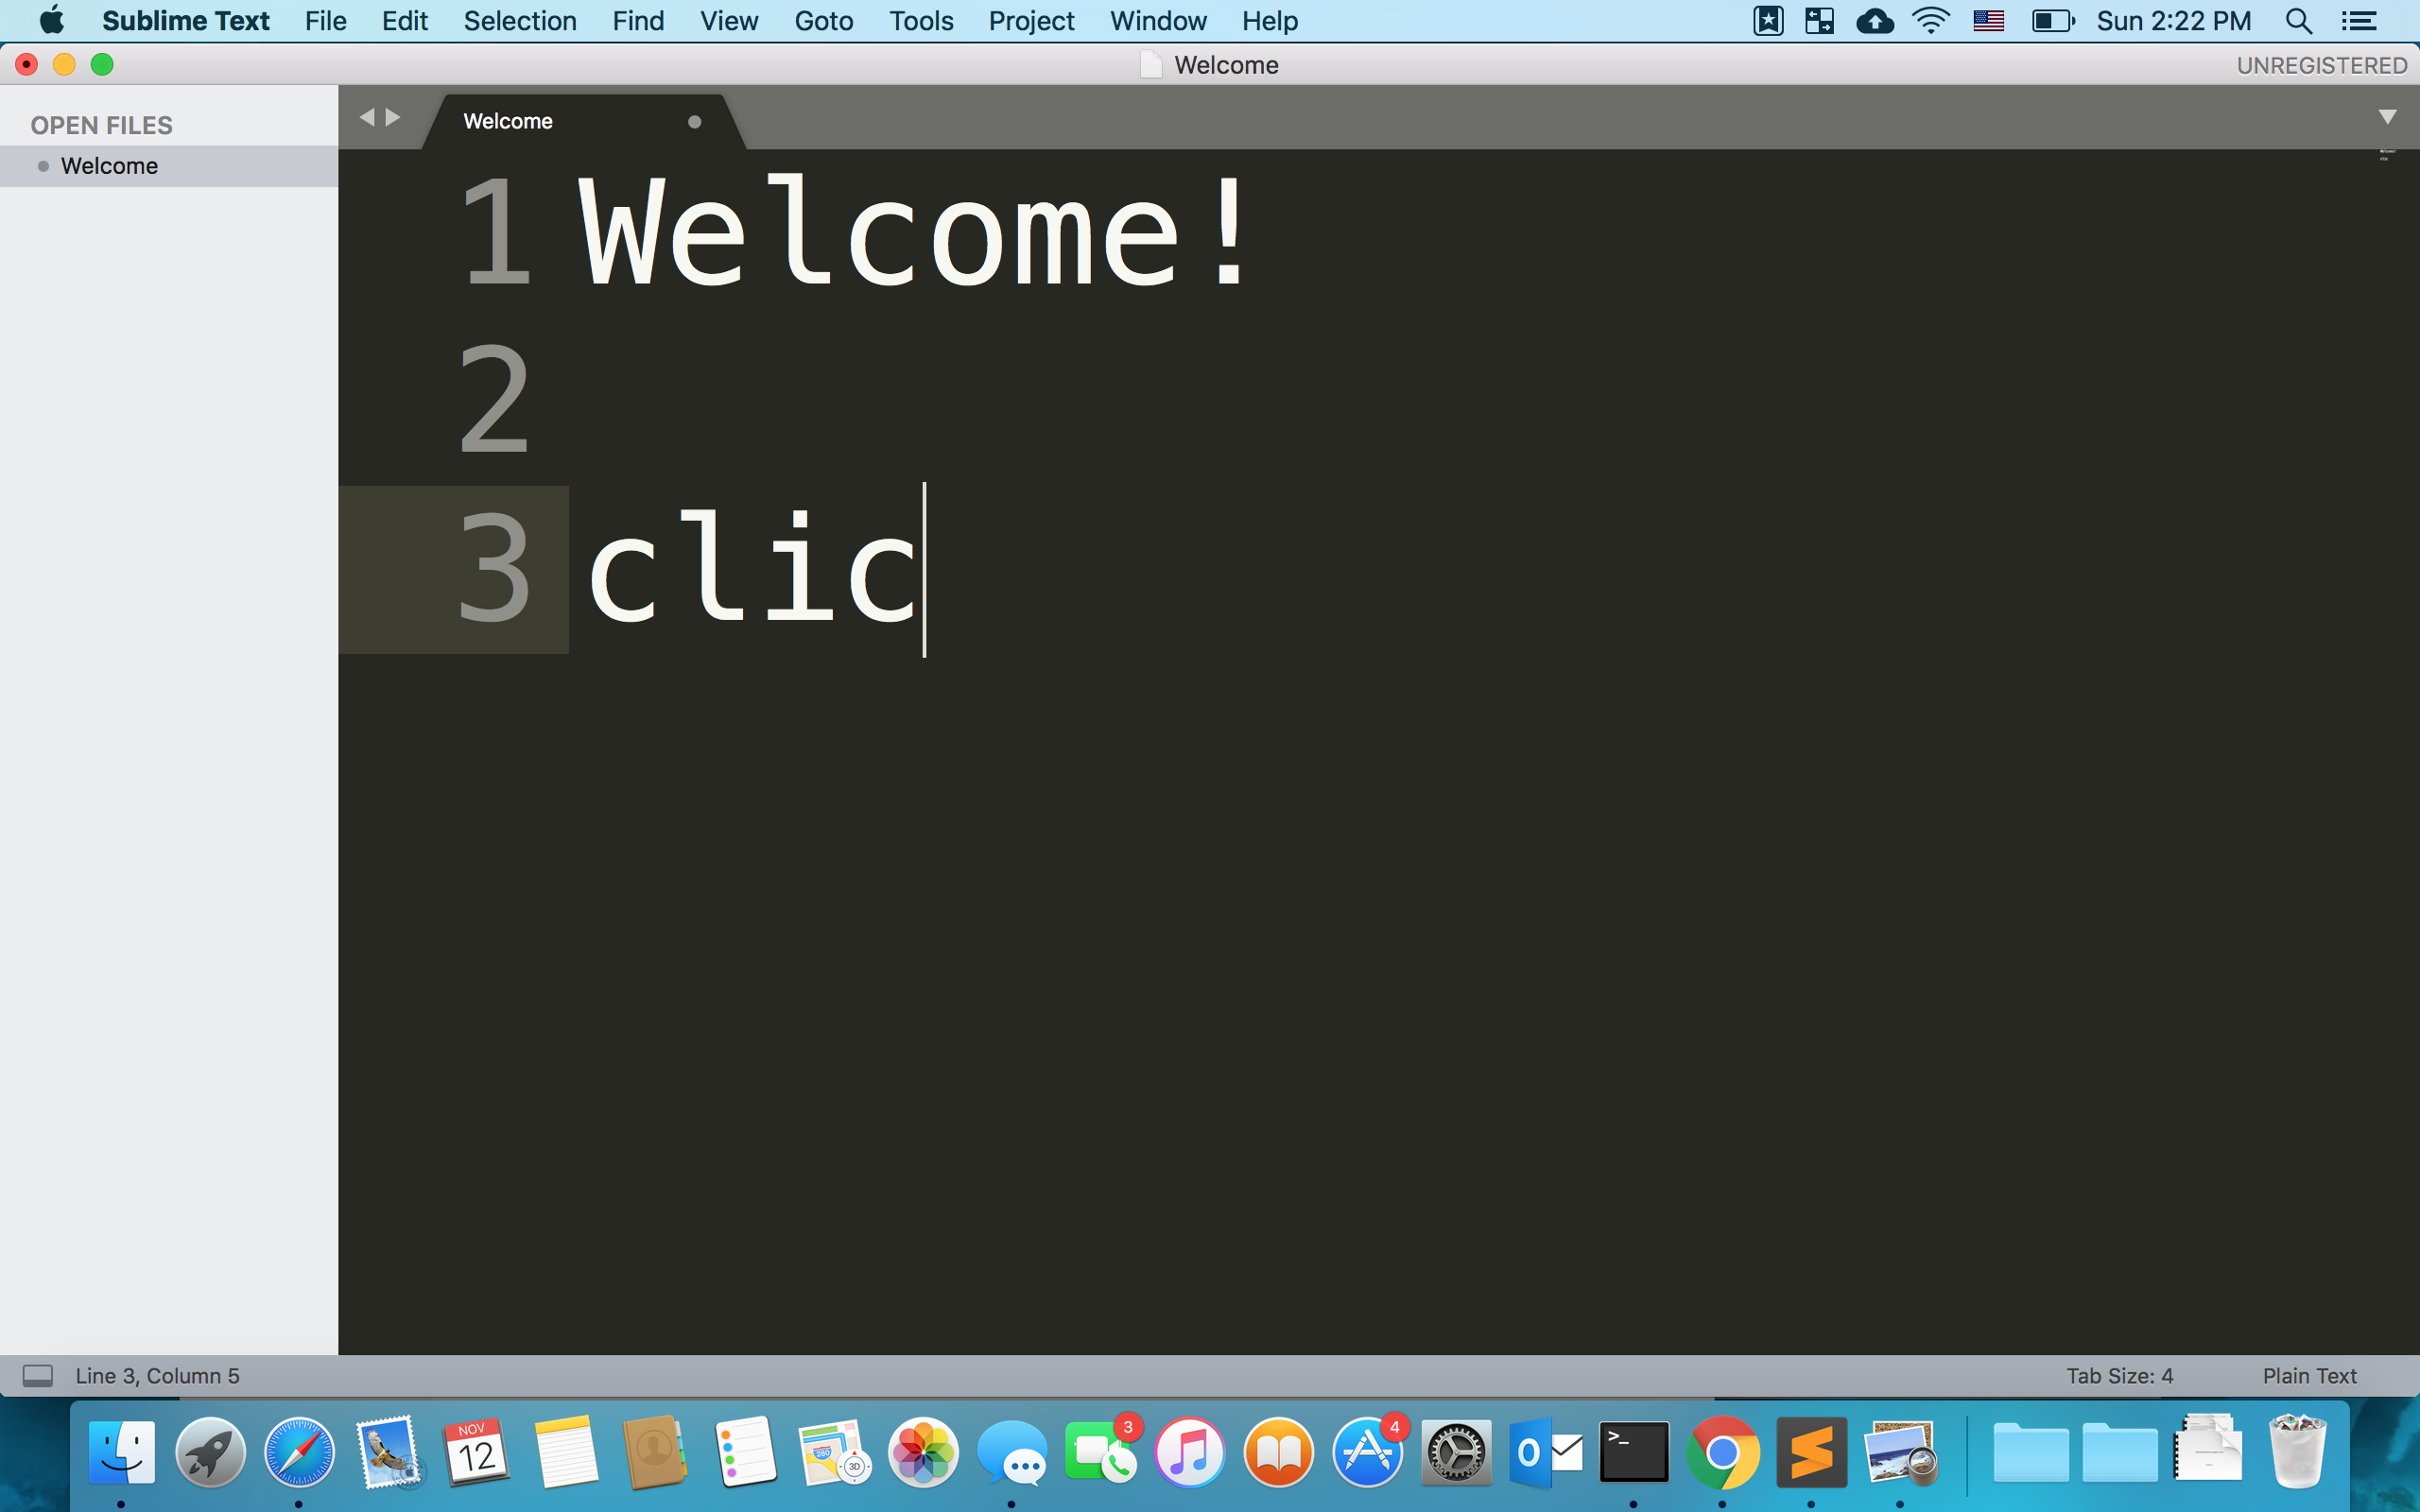 Sublime Text File Edit Selection Find View Goto Tools Project Window Help Sun 2:22 PM
Welcome UNREGISTERED
OPEN FILES
Welcome
Welcome
1 Welcome!
2
3 clic
Line 3, Column 5 Tab Size: 4 Plain Text
NOV
12
280
3D
3
4
O
>_